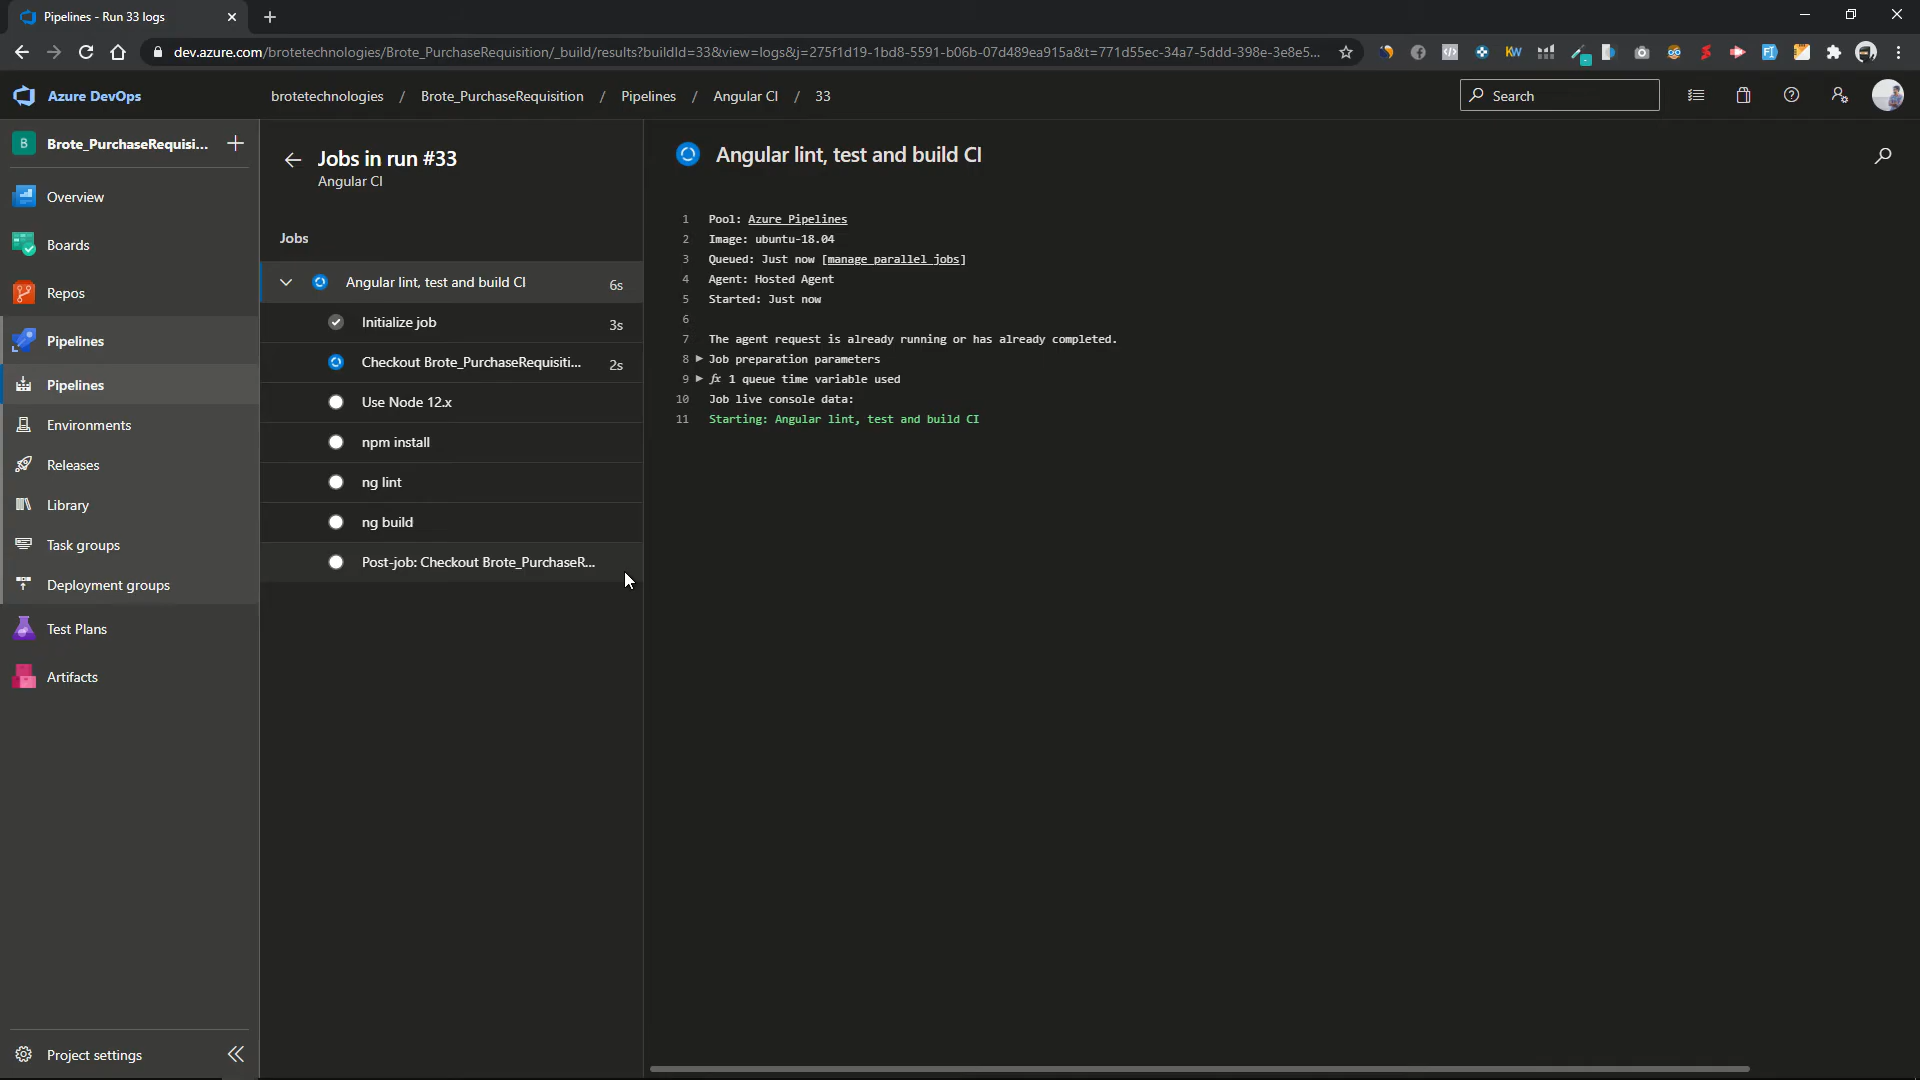 Pipelines - Run 33 logs
dev.azure.com/brotetechnologies/Brote_PurchaseRequisition/_build/results?buildId=33&view=logs&j=275f1d19-1bd8-5591-b06b-07d489ea915a&t=771d55ec-34a7-5ddd-398e-3e8e5...
Azure DevOps
brotetechnologies / Brote_PurchaseRequisition / Pipelines / Angular CI / 33
Search
B
Brote_PurchaseRequisi...
Overview
Boards
Repos
Pipelines
Pipelines
Environments
Releases
Library
Task groups
Deployment groups
Test Plans
Artifacts
Project settings
Jobs in run #33
Angular CI
Jobs
Angular lint, test and build CI 6s
Initialize job 3s
Checkout Brote_PurchaseRequisiti... 2s
Use Node 12.x
npm install
ng lint
ng build
Post-job: Checkout Brote_PurchaseR...
Angular lint, test and build CI
1 Pool: Azure Pipelines
2 Image: ubuntu-18.04
3 Queued: Just now [manage parallel jobs]
4 Agent: Hosted Agent
5 Started: Just now
6
7 The agent request is already running or has already completed.
8 Job preparation parameters
9 fx 1 queue time variable used
10 Job live console data:
11 Starting: Angular lint, test and build CI